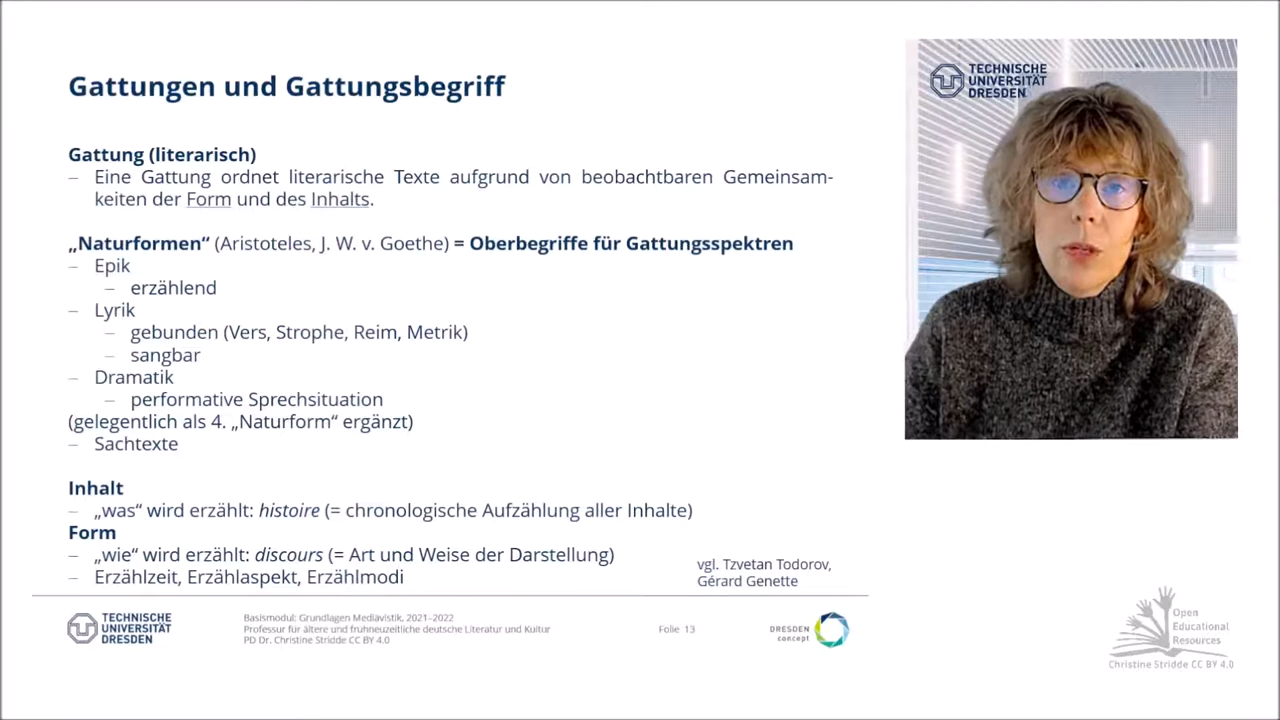 Gattungen und Gattungsbegriff
Gattung (literarisch)
– Eine Gattung ordnet literarische Texte aufgrund von beobachtbaren Gemeinsam-
keiten der Form und des Inhalts.
„Naturformen“ (Aristoteles, J. W. v. Goethe) = Oberbegriffe für Gattungsspektren
– Epik
– erzählend
– Lyrik
– gebunden (Vers, Strophe, Reim, Metrik)
– sangbar
– Dramatik
– performative Sprechsituation
(gelegentlich als 4. „Naturform“ ergänzt)
– Sachtexte
Inhalt
– „was“ wird erzählt: histoire (= chronologische Aufzählung aller Inhalte)
Form
– „wie“ wird erzählt: discours (= Art und Weise der Darstellung)
– Erzählzeit, Erzählaspekt, Erzählmodi
vgl. Tzvetan Todorov,
Gérard Genette
TECHNISCHE
UNIVERSITÄT
DRESDEN
Basismodul: Grundlagen Mediävistik, 2021–2022
Professur für ältere und frühneuzeitliche deutsche Literatur und Kultur
PD Dr. Christine Stridde CC BY 4.0
Folie 13
DRESDEN
concept
TECHNISCHE
UNIVERSITÄT
DRESDEN
Open
Educational
Resources
Christine Stridde CC BY 4.0